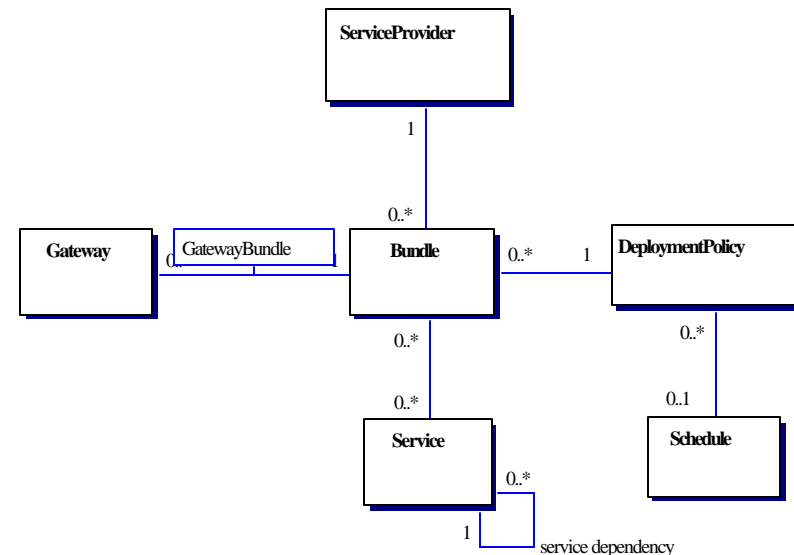 ServiceProvider
1
0..*
Gateway
GatewayBundle
Bundle
0..*
1
DeploymentPolicy
0..*
0..*
0..*
0..1
Service
Schedule
0..*
1
service dependency